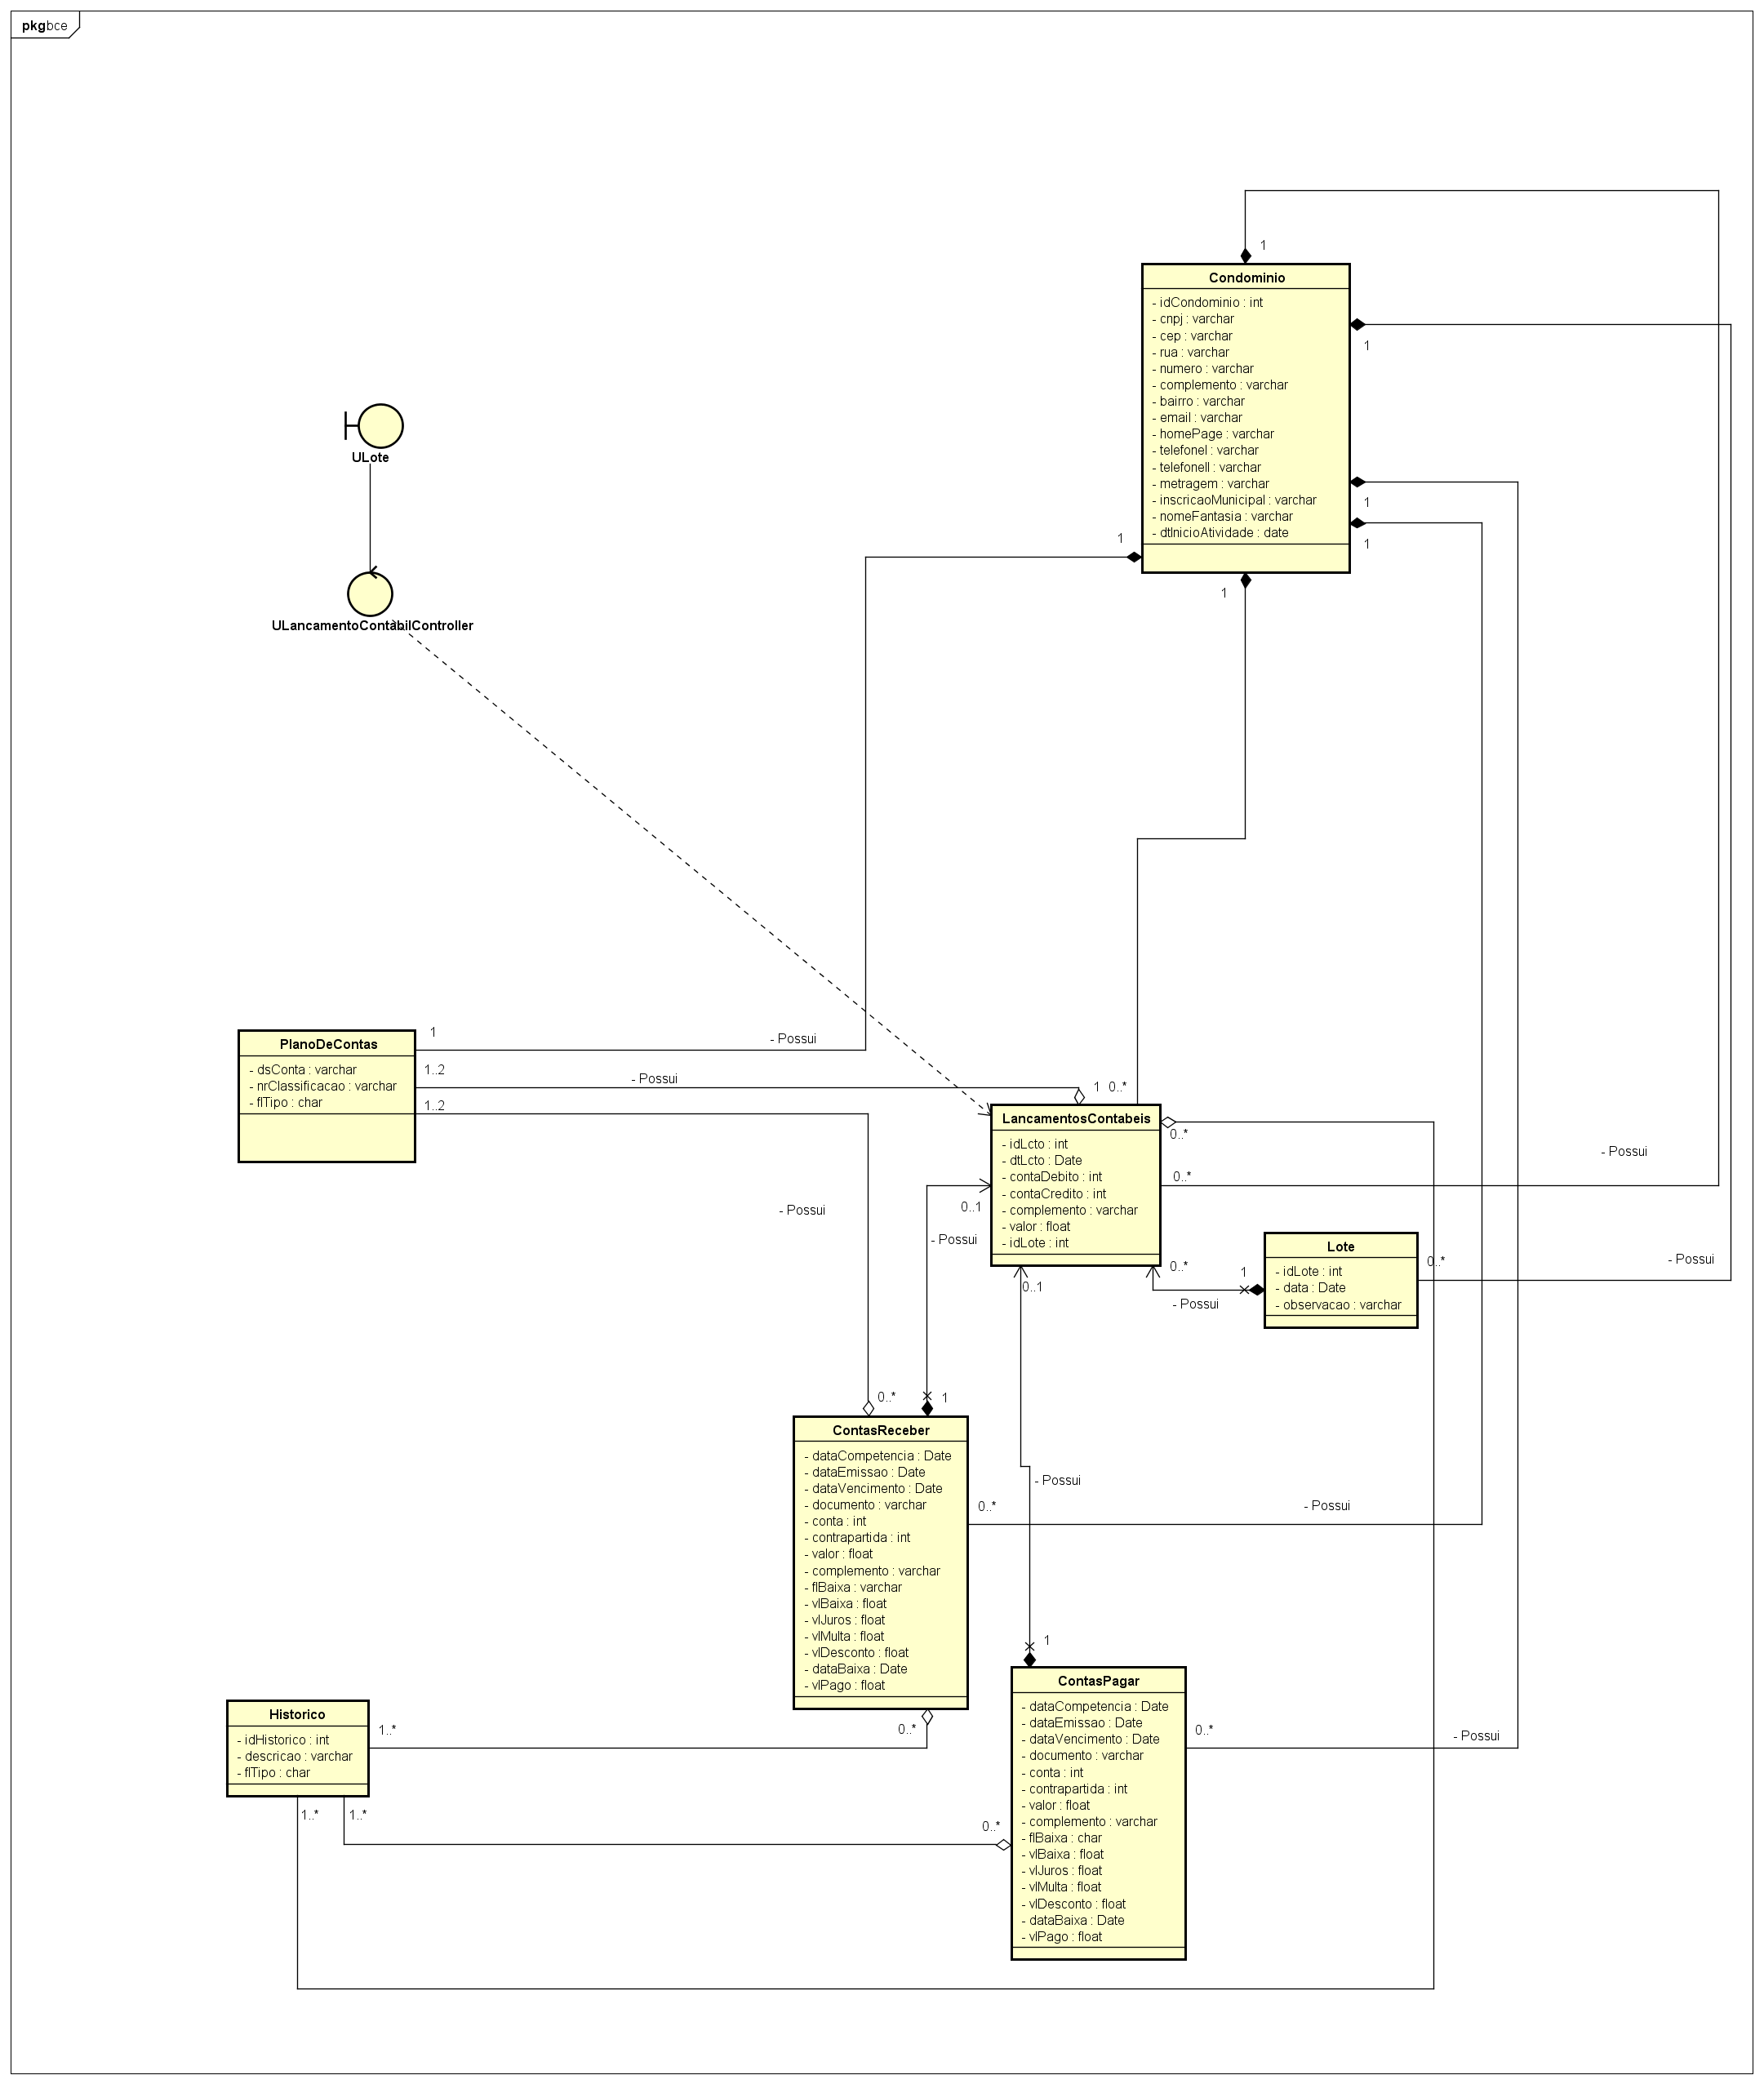 pkg bce
1
Condominio
- idCondominio : int
- cnpj : varchar
- cep : varchar
- rua : varchar
- numero : varchar
- complemento : varchar
- bairro : varchar
- email : varchar
- homePage : varchar
- telefoneI : varchar
- telefoneII : varchar
- metragem : varchar
- inscricaoMunicipal : varchar
- nomeFantasia : varchar
- dtInicioAtividade : date
1
1
1
1
1
ULote
ULancamentoContabilController
PlanoDeContas
- dsConta : varchar
- nrClassificacao : varchar
- flTipo : char
1
- Possui
1..2
- Possui
1..2
- Possui
1
0..*
LancamentosContabeis
- idLcto : int
- dtLcto : Date
- contaDebito : int
- contaCredito : int
- complemento : varchar
- valor : float
- idLote : int
0..*
- Possui
0..*
0..1
- Possui
Lote
- idLote : int
- data : Date
- observacao : varchar
0..*
- Possui
0..*
1
- Possui
0..1
0..*
1
ContasReceber
- dataCompetencia : Date
- dataEmissao : Date
- dataVencimento : Date
- documento : varchar
- conta : int
- contrapartida : int
- valor : float
- complemento : varchar
- flBaixa : varchar
- vlBaixa : float
- vlJuros : float
- vlMulta : float
- vlDesconto : float
- dataBaixa : Date
- vlPago : float
- Possui
0..*
- Possui
1
ContasPagar
- dataCompetencia : Date
- dataEmissao : Date
- dataVencimento : Date
- documento : varchar
- conta : int
- contrapartida : int
- valor : float
- complemento : varchar
- flBaixa : char
- vlBaixa : float
- vlJuros : float
- vlMulta : float
- vlDesconto : float
- dataBaixa : Date
- vlPago : float
0..*
- Possui
Historico
- idHistorico : int
- descricao : varchar
- flTipo : char
1..*
0..*
1..*
1..*
0..*